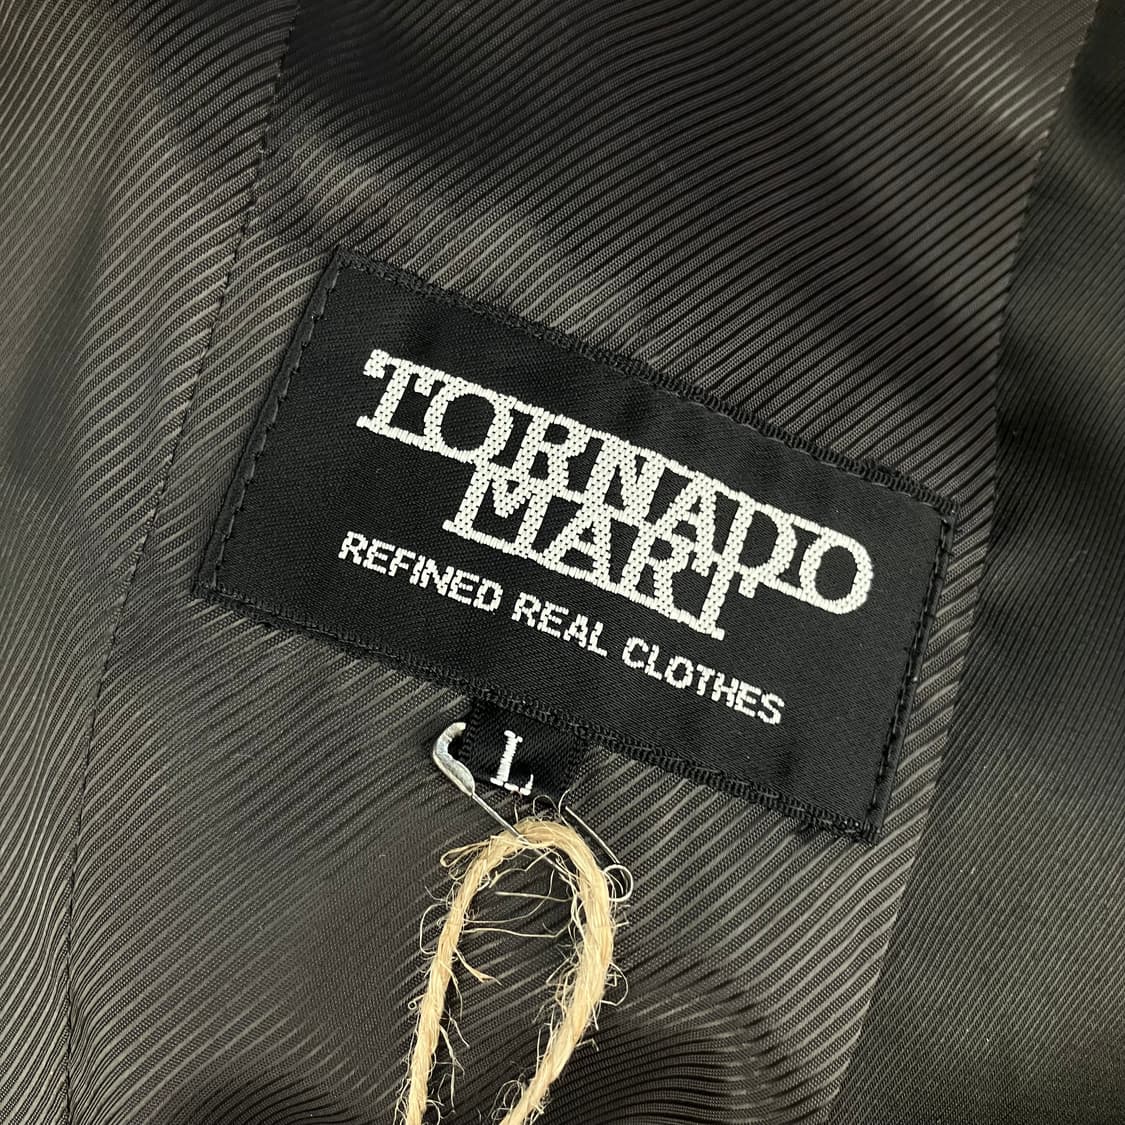 TORNADO
MART
REFINED REAL CLOTHES
L